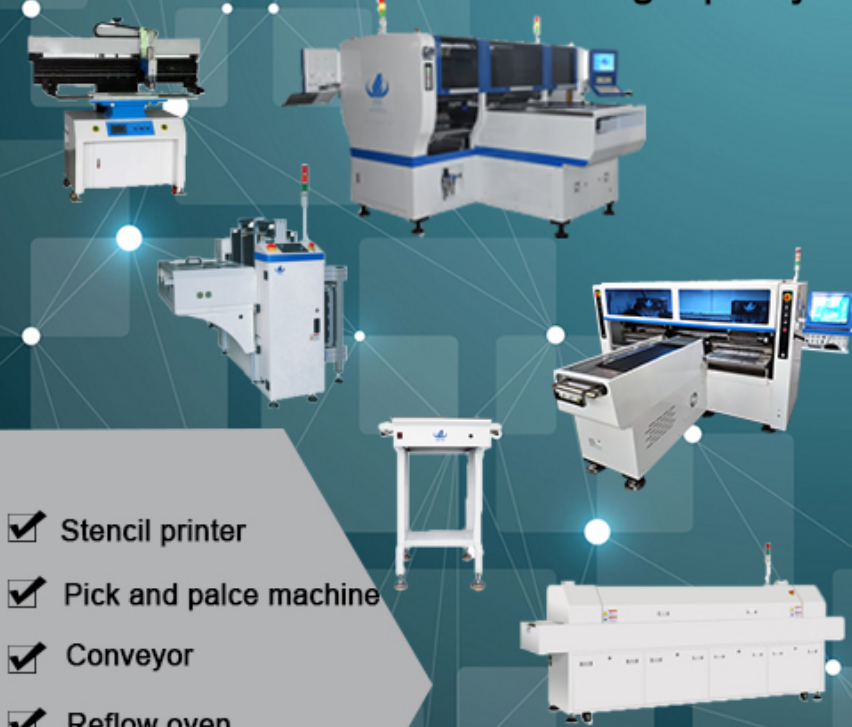 Stencil printer
Pick and palce machine
Conveyor
Reflow oven